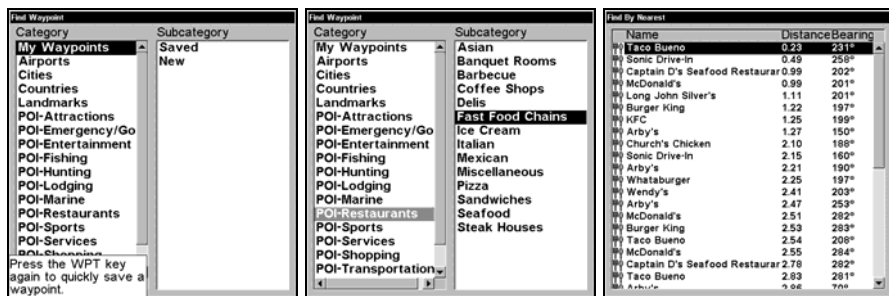 Find Waypoint
Category
Subcategory
My Waypoints
Airports
Cities
Countries
Landmarks
POI-Attractions
POI-Emergency/Go
POI-Entertainment
POI-Fishing
POI-Hunting
POI-Lodging
POI-Marine
POI-Restaurants
POI-Sports
POI-Services
POI-Shopping
Saved
New
Press the WPT key
again to quickly save a
waypoint.
Find Waypoint
Category
Subcategory
My Waypoints
Airports
Cities
Countries
Landmarks
POI-Attractions
POI-Emergency/Go
POI-Entertainment
POI-Fishing
POI-Hunting
POI-Lodging
POI-Marine
POI-Restaurants
POI-Sports
POI-Services
POI-Shopping
POI-Transportation
Asian
Banquet Rooms
Barbecue
Coffee Shops
Delis
Fast Food Chains
Ice Cream
Italian
Mexican
Miscellaneous
Pizza
Sandwiches
Seafood
Steak Houses
Find By Nearest
Name Distance Bearing
Taco Bueno 0.23 231°
Sonic Drive-In 0.49 258°
Captain D's Seafood Restaurar 0.99 202°
McDonald's 0.99 201°
Long John Silver's 1.11 201°
Burger King 1.22 197°
KFC 1.25 199°
Arby's 1.27 150°
Church's Chicken 2.10 188°
Sonic Drive-In 2.15 160°
Arby's 2.21 190°
Whataburger 2.25 197°
Wendy's 2.41 203°
Arby's 2.47 253°
McDonald's 2.51 282°
Burger King 2.53 283°
Taco Bueno 2.54 208°
McDonald's 2.55 284°
Captain D's Seafood Restaurar 2.78 282°
Taco Bueno 2.83 281°
Arby's 2.86 70°